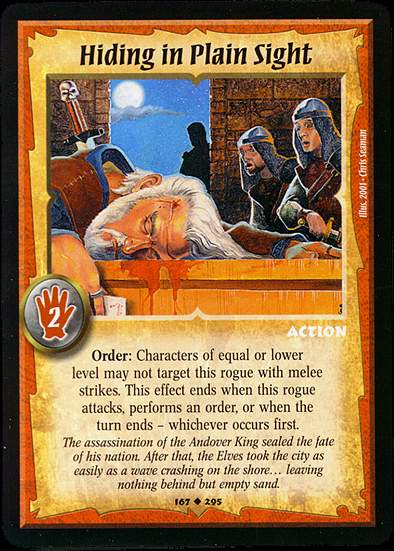 Hiding in Plain Sight
Illus. 2001 • Chris Seaman
2
ACTION
Order: Characters of equal or lower
level may not target this rogue with melee
strikes. This effect ends when this rogue
attacks, performs an order, or when the
turn ends – whichever occurs first.
The assassination of the Andover King sealed the fate
of his nation. After that, the Elves took the city as
easily as a wave crashing on the shore… leaving
nothing behind but empty sand.
167 ◆ 295